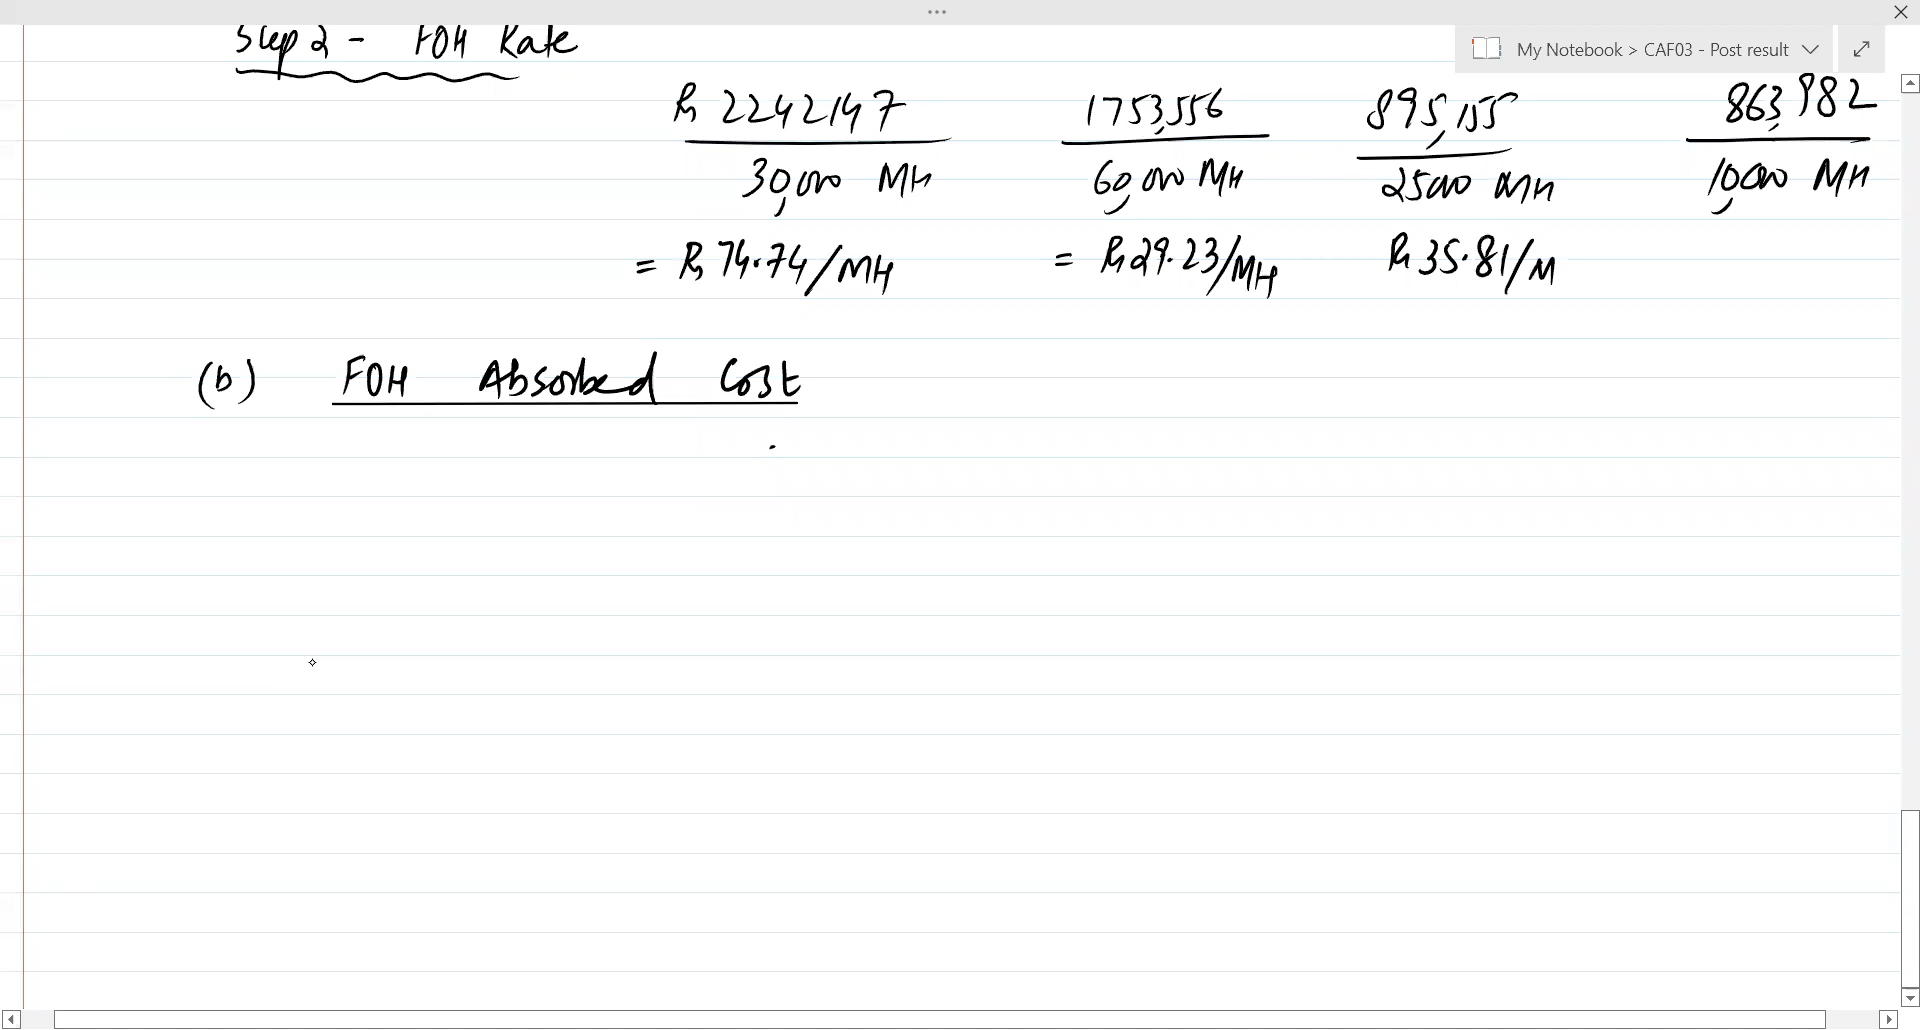 Step 2 - FOH Rate
My Notebook > CAF03 - Post result
Rs 2242147 1753,556 895,155 863,982
30,000 MH 60,000 MH 25000 MH 10,000 MH
= Rs 74.74/MH = Rs 29.23/MH Rs 35.81/M
(b) FOH Absorbed Cost